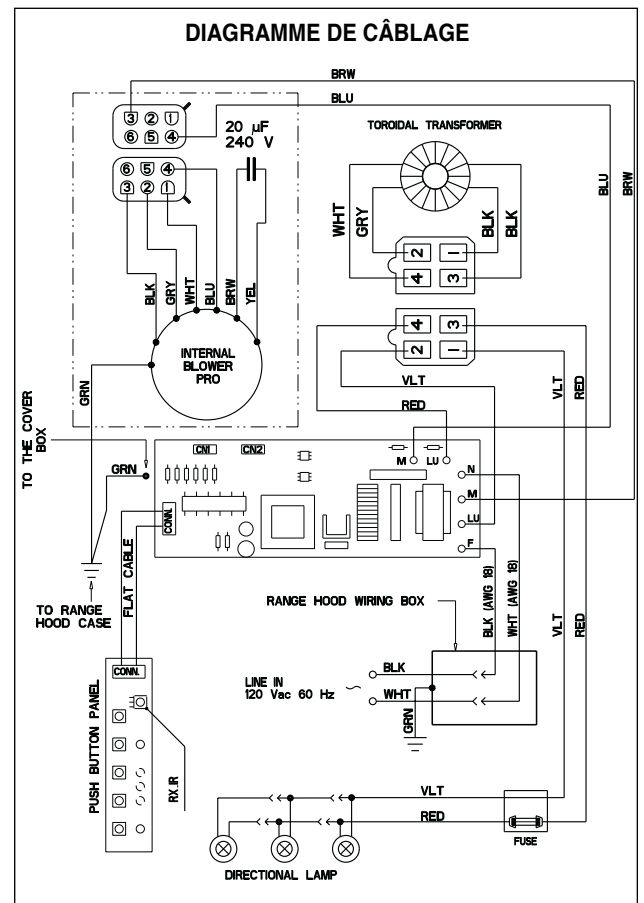 DIAGRAMME DE CÂBLAGE
BRW
BLU
3 2 1
6 5 4
20 µF
240 V
TOROIDAL TRANSFORMER
6 5 4
3 2 1
WHT
GRY
BLK
BLK
BLU
BRW
2 1
4 3
BLK
GRY
WHT
BLU
BRW
YEL
4 3
2 1
INTERNAL
BLOWER
PRO
GRN
VLT
RED
VLT
RED
TO THE COVER
BOX
GRN
CN1
CN2
M
LU
N
M
LU
F
CONN.
FLAT CABLE
TO RANGE
HOOD CASE
RANGE HOOD WIRING BOX
BLK (AWG 18)
WHT (AWG 18)
VLT
RED
CONN.
PUSH BUTTON PANEL
RX.IR
LINE IN
120 Vac 60 Hz
~
BLK
WHT
GRN
VLT
RED
FUSE
DIRECTIONAL LAMP